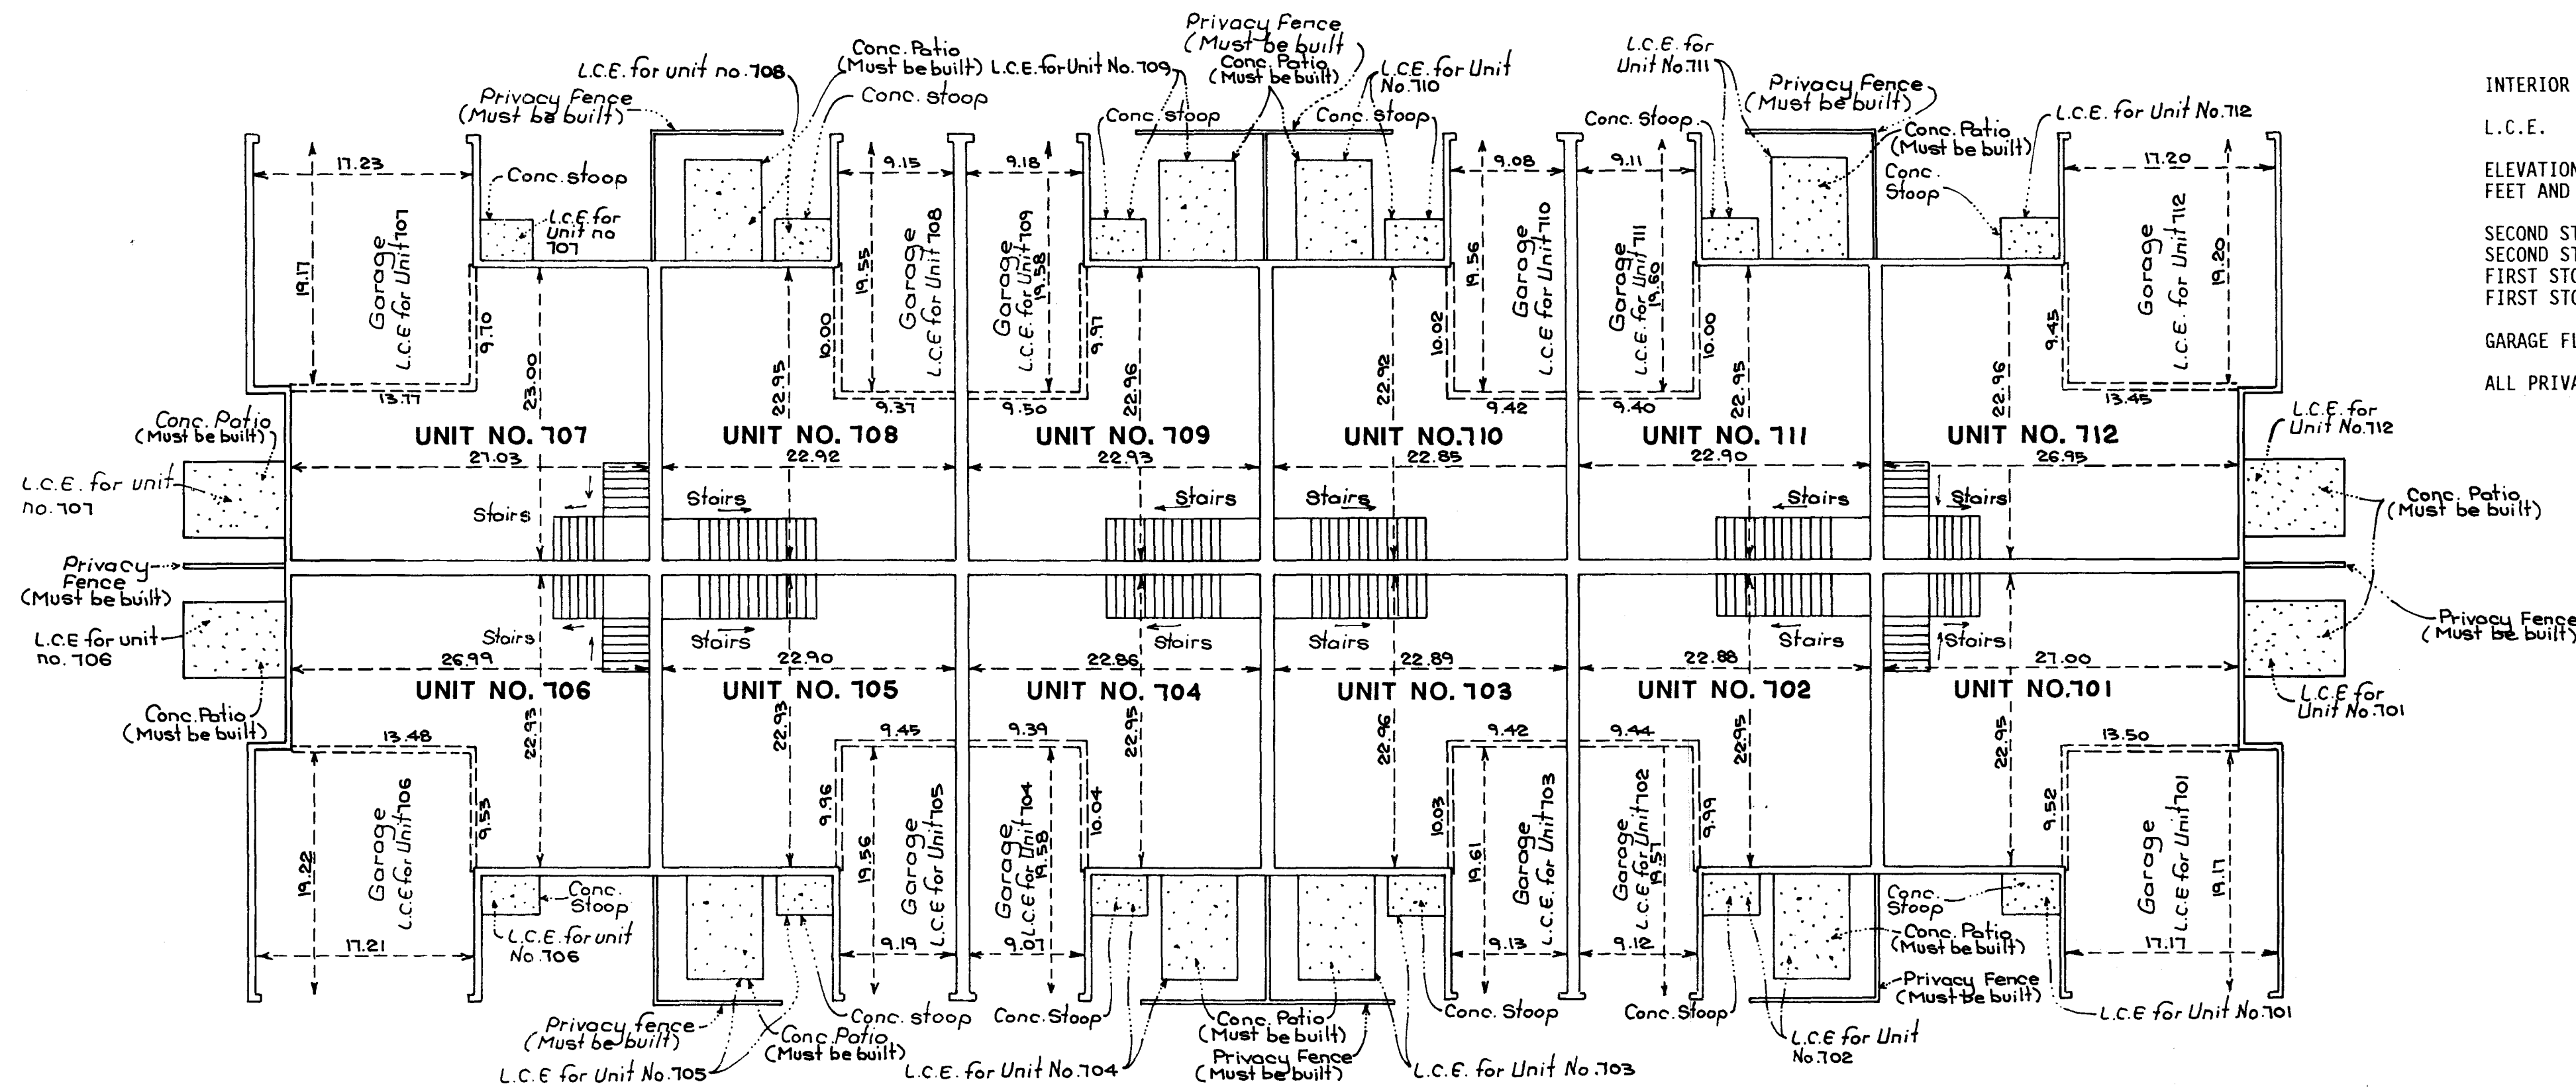 Privacy Fence
(Must be built)
Conc. Patio
(Must be built)
L.C.E. for unit no. 708
Conc. Patio
(Must be built)
L.C.E. for Unit No. 709
L.C.E. for Unit
No. 710
L.C.E. for
Unit No. 711
Privacy Fence
(Must be built)
Conc. stoop
Privacy Fence
(Must be built)
Conc. stoop
Conc. stoop
Conc. stoop
Conc. Patio
(Must be built)
L.C.E. for Unit No. 712
INTERIOR
L.C.E.
ELEVATION
FEET AND
SECOND ST
SECOND ST
FIRST STO
FIRST STO
GARAGE FL
ALL PRIVA
17.23
Conc. stoop
9.15
9.18
9.08
9.11
Conc.
Stoop
17.20
L.C.E. for
Unit no
707
19.17
Garage
L.C.E. for Unit 707
9.70
23.00
22.95
10.00
19.55
Garage
L.C.E. for Unit 708
Garage
L.C.E. for Unit 709
19.58
9.97
22.96
22.92
10.02
19.56
Garage
L.C.E for Unit 710
Garage
L.C.E. for Unit 711
19.60
10.00
22.95
22.96
9.45
Garage
L.C.E. for Unit 712
19.20
13.77
9.37
9.50
9.42
9.40
13.45
Conc. Patio
(Must be built)
L.C.E. for
Unit No. 712
UNIT NO. 707
UNIT NO. 708
UNIT NO. 709
UNIT NO. 710
UNIT NO. 711
UNIT NO. 712
27.03
22.92
22.93
22.85
22.90
26.95
L.C.E. for unit
no. 707
Stairs
Stairs
Stairs
Stairs
Stairs
Stairs
Conc. Patio
(Must be built)
Privacy
Fence
(Must be built)
L.C.E for unit
no. 706
Stairs
Stairs
Stairs
Stairs
Stairs
Stairs
Privacy Fence
(Must be built)
26.99
22.90
22.86
22.89
22.88
27.00
UNIT NO. 706
UNIT NO. 705
UNIT NO. 704
UNIT NO. 703
UNIT NO. 702
UNIT NO. 701
L.C.E for
Unit No. 701
Conc. Patio
(Must be built)
13.48
9.45
9.39
9.42
9.44
13.50
19.22
Garage
L.C.E for Unit 706
9.53
22.93
22.93
9.96
19.56
Garage
L.C.E for Unit 705
Garage
L.C.E. for Unit 704
19.58
10.04
22.95
22.96
10.03
19.61
Garage
L.C.E. for Unit 703
Garage
L.C.E. for Unit 702
19.57
9.99
22.95
22.95
9.52
Garage
L.C.E for Unit 701
19.17
Conc.
Stoop
Conc.
Stoop
L.C.E. for unit
No. 706
17.21
9.19
9.07
9.13
9.12
Conc. Patio
(Must be built)
17.17
Privacy Fence
(Must be built)
Privacy fence
(Must be built)
Conc. Patio
(Must be built)
Conc. stoop
Conc. Stoop
Conc. Patio
(Must be built)
Privacy Fence
(Must be built)
Conc. Stoop
Conc. Stoop
L.C.E for Unit No. 701
L.C.E for Unit
No. 702
L.C.E for Unit No. 705
L.C.E. for Unit No. 704
L.C.E. for Unit No. 703